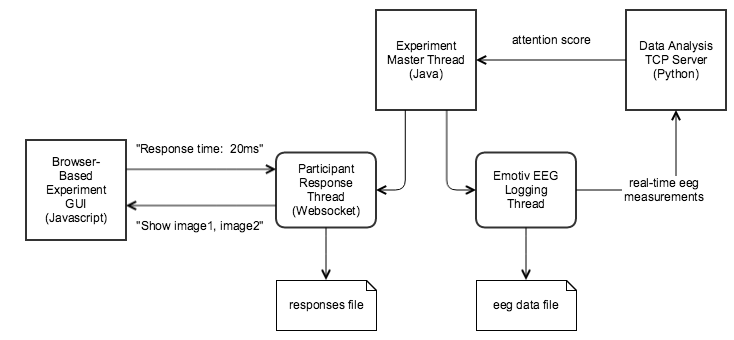 Experiment
Master Thread
(Java)
attention score
Data Analysis
TCP Server
(Python)
"Response time:  20ms"
Browser-
Based
Experiment
GUI
(Javascript)
Participant
Response
Thread
(Websocket)
Emotiv EEG
Logging
Thread
real-time eeg
measurements
"Show image1, image2"
responses file
eeg data file